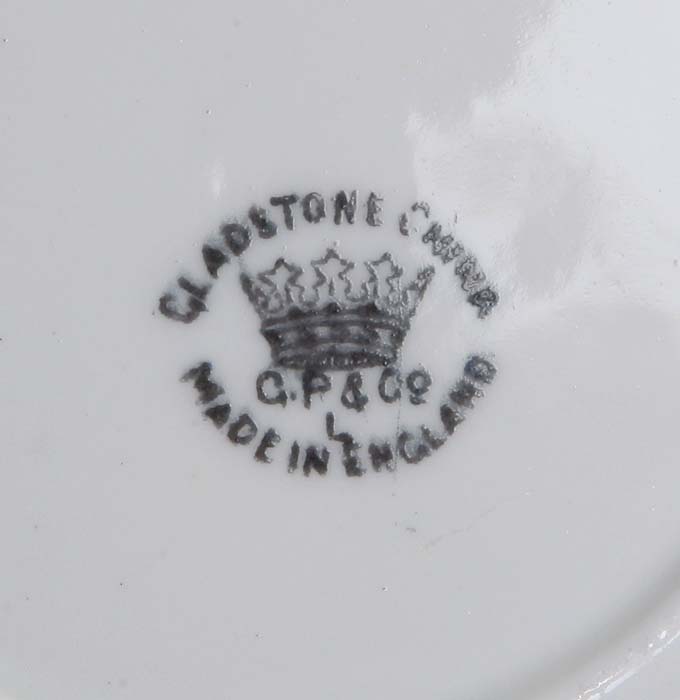 GLADSTONE CHINA
G.P & Co
L
MADE IN ENGLAND